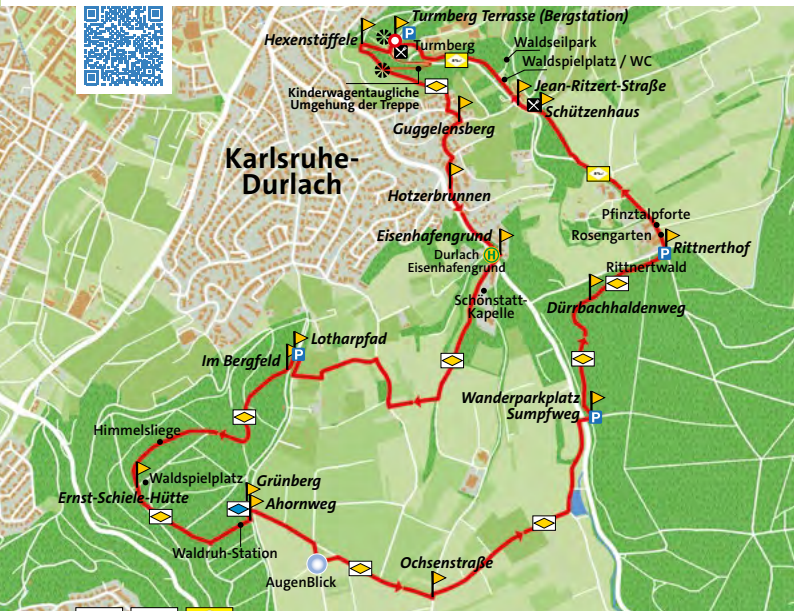 Turmberg Terrasse (Bergstation)
Hexenstäffele
P
Turmberg
Waldseilpark
Waldspielplatz / WC
Kinderwagentaugliche
Umgehung der Treppe
Jean-Ritzert-Straße
Schützenhaus
Guggelensberg
Karlsruhe-
Durlach
Hotzerbrunnen
Pfinztalpforte
Rosengarten
Rittnerthof
P
Eisenhafengrund
Durlach
Eisenhafengrund
H
Rittnertwald
Dürrbachhaldenweg
Schönstatt-
Kapelle
Lotharpfad
Im Bergfeld
P
Wanderparkplatz
Sumpfweg
P
Himmelsliege
Waldspielplatz
Ernst-Schiele-Hütte
Grünberg
Ahornweg
Waldruh-Station
AugenBlick
Ochsenstraße